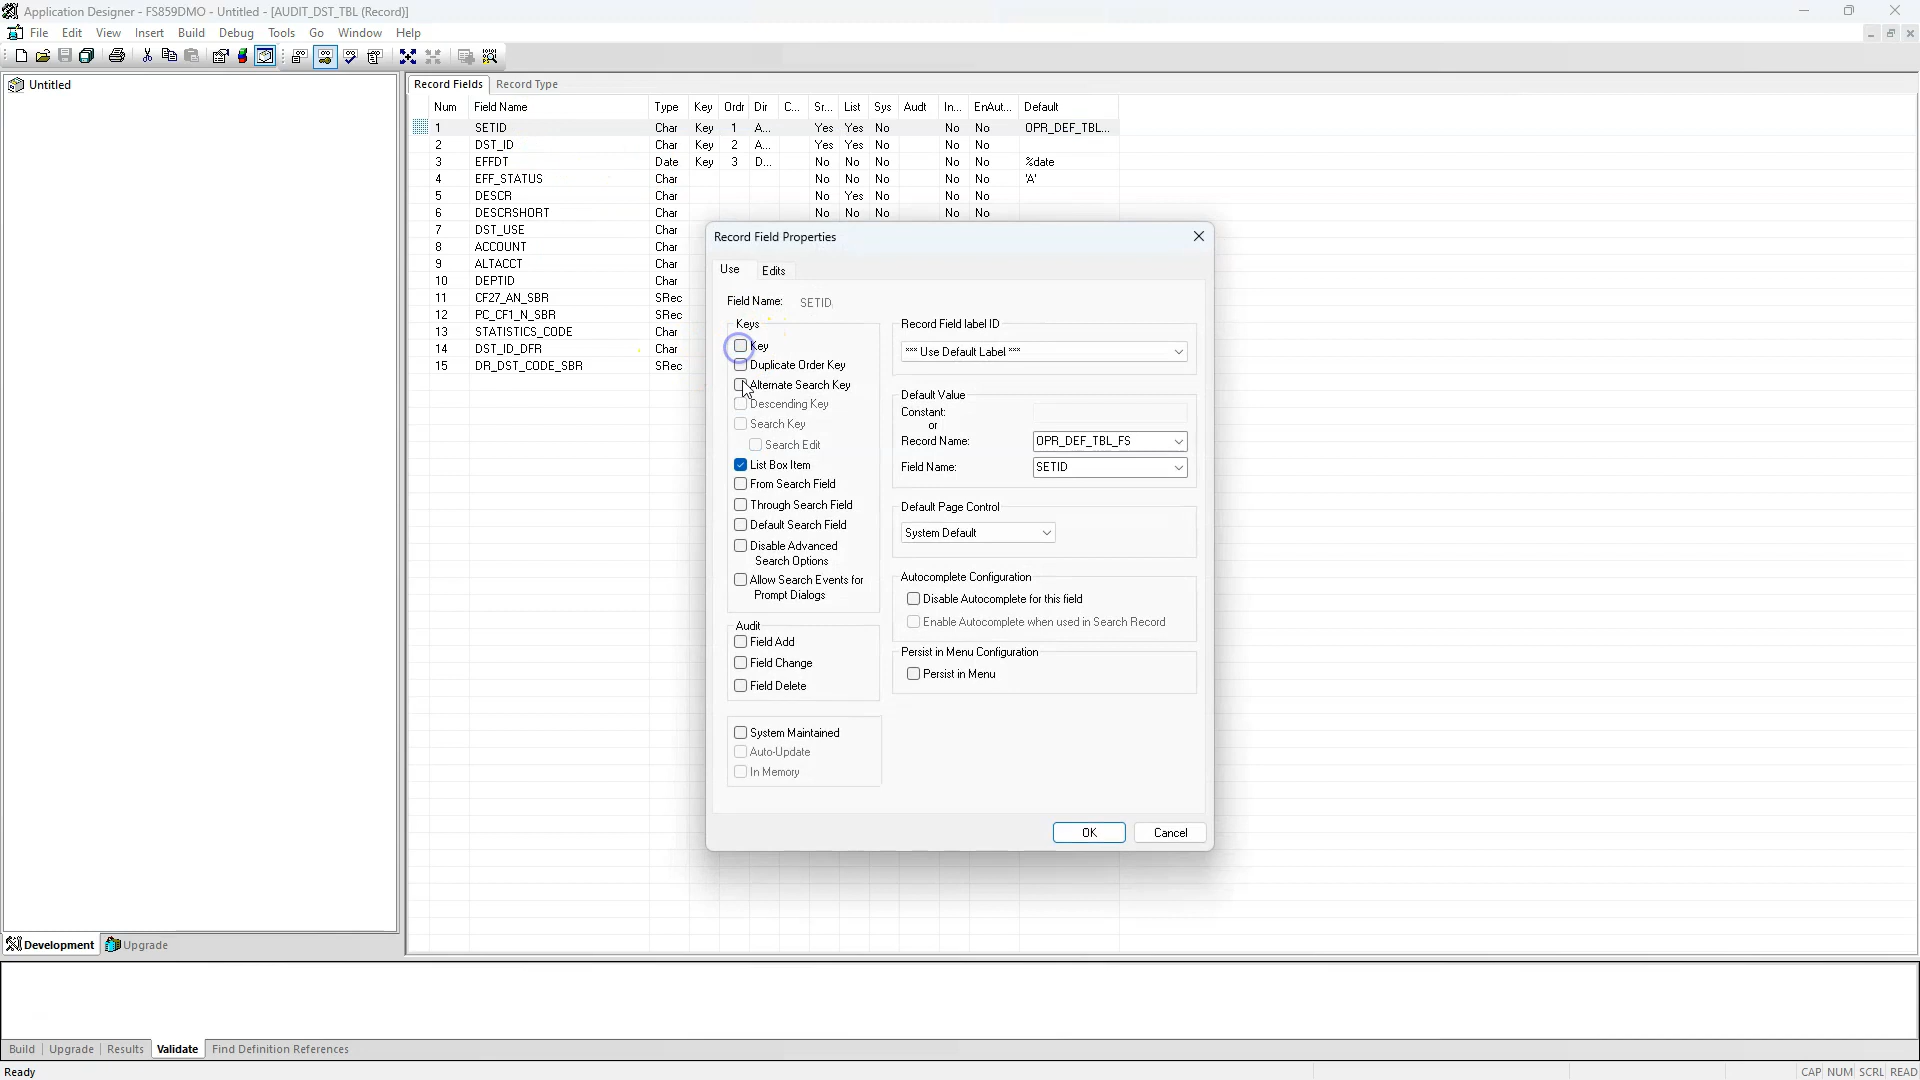 Application Designer - FS859DMO - Untitled - [AUDIT_DST_TBL (Record)]
File Edit View Insert Build Debug Tools Go Window Help
Untitled
Record Fields Record Type
Num Field Name Type Key Ordr Dir C... Sr... List Sys Audt In... EnAut... Default
1 SETID Char Key 1 A... Yes Yes No No No OPR_DEF_TBL...
2 DST_ID Char Key 2 A... Yes Yes No No No
3 EFFDT Date Key 3 D... No No No No No %date
4 EFF_STATUS Char No No No No No 'A'
5 DESCR Char No Yes No No No
6 DESCRSHORT Char No No No No No
7 DST_USE Char
8 ACCOUNT Char
9 ALTACCT Char
10 DEPTID Char
11 CF27_AN_SBR SRec
12 PC_CF1_N_SBR SRec
13 STATISTICS_CODE Char
14 DST_ID_DFR Char
15 DR_DST_CODE_SBR SRec
Record Field Properties
Use Edits
Field Name: SETID
Keys
Key
Duplicate Order Key
Alternate Search Key
Descending Key
Search Key
Search Edit
List Box Item
From Search Field
Through Search Field
Default Search Field
Disable Advanced
Search Options
Allow Search Events for
Prompt Dialogs
Audit
Field Add
Field Change
Field Delete
System Maintained
Auto-Update
In Memory
Record Field label ID
*** Use Default Label ***
Default Value
Constant:
or
Record Name: OPR_DEF_TBL_FS
Field Name: SETID
Default Page Control
System Default
Autocomplete Configuration
Disable Autocomplete for this field
Enable Autocomplete when used in Search Record
Persist in Menu Configuration
Persist in Menu
OK Cancel
Development Upgrade
Build Upgrade Results Validate Find Definition References
Ready CAP NUM SCRL READ